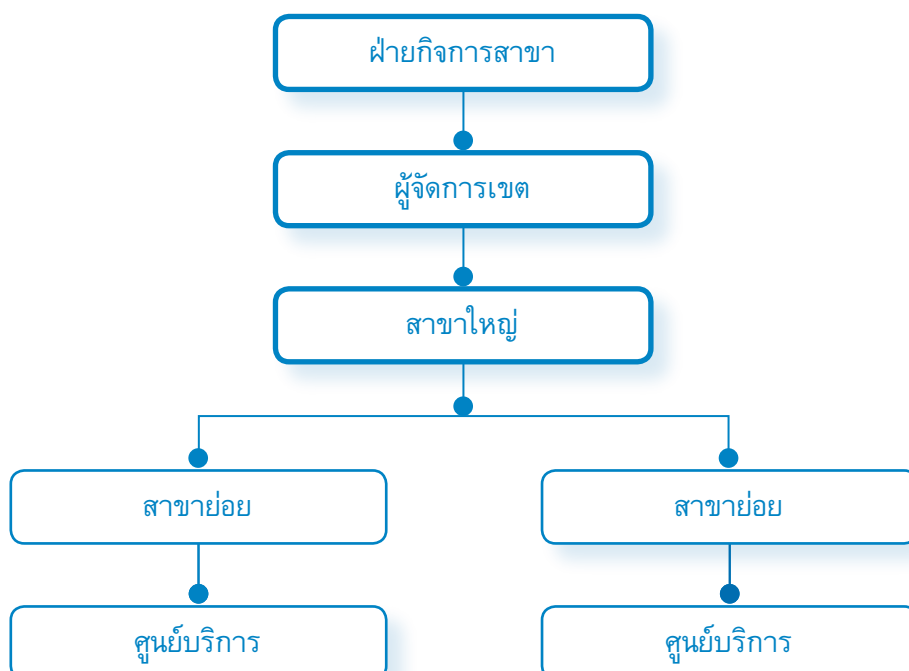 ฝ่ายกิจการสาขา
ผู้จัดการเขต
สาขาใหญ่
สาขาย่อย
สาขาย่อย
ศูนย์บริการ
ศูนย์บริการ